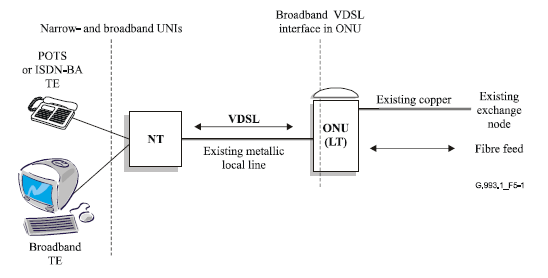 Broadband VDSL
interface in ONU
Narrow- and broadband UNIs
POTS
or ISDN-BA
TE
NT
VDSL
Existing metallic
local line
ONU
(LT)
Existing copper
Existing
exchange
node
Fibre feed
G.993.1_F5-1
Broadband
TE